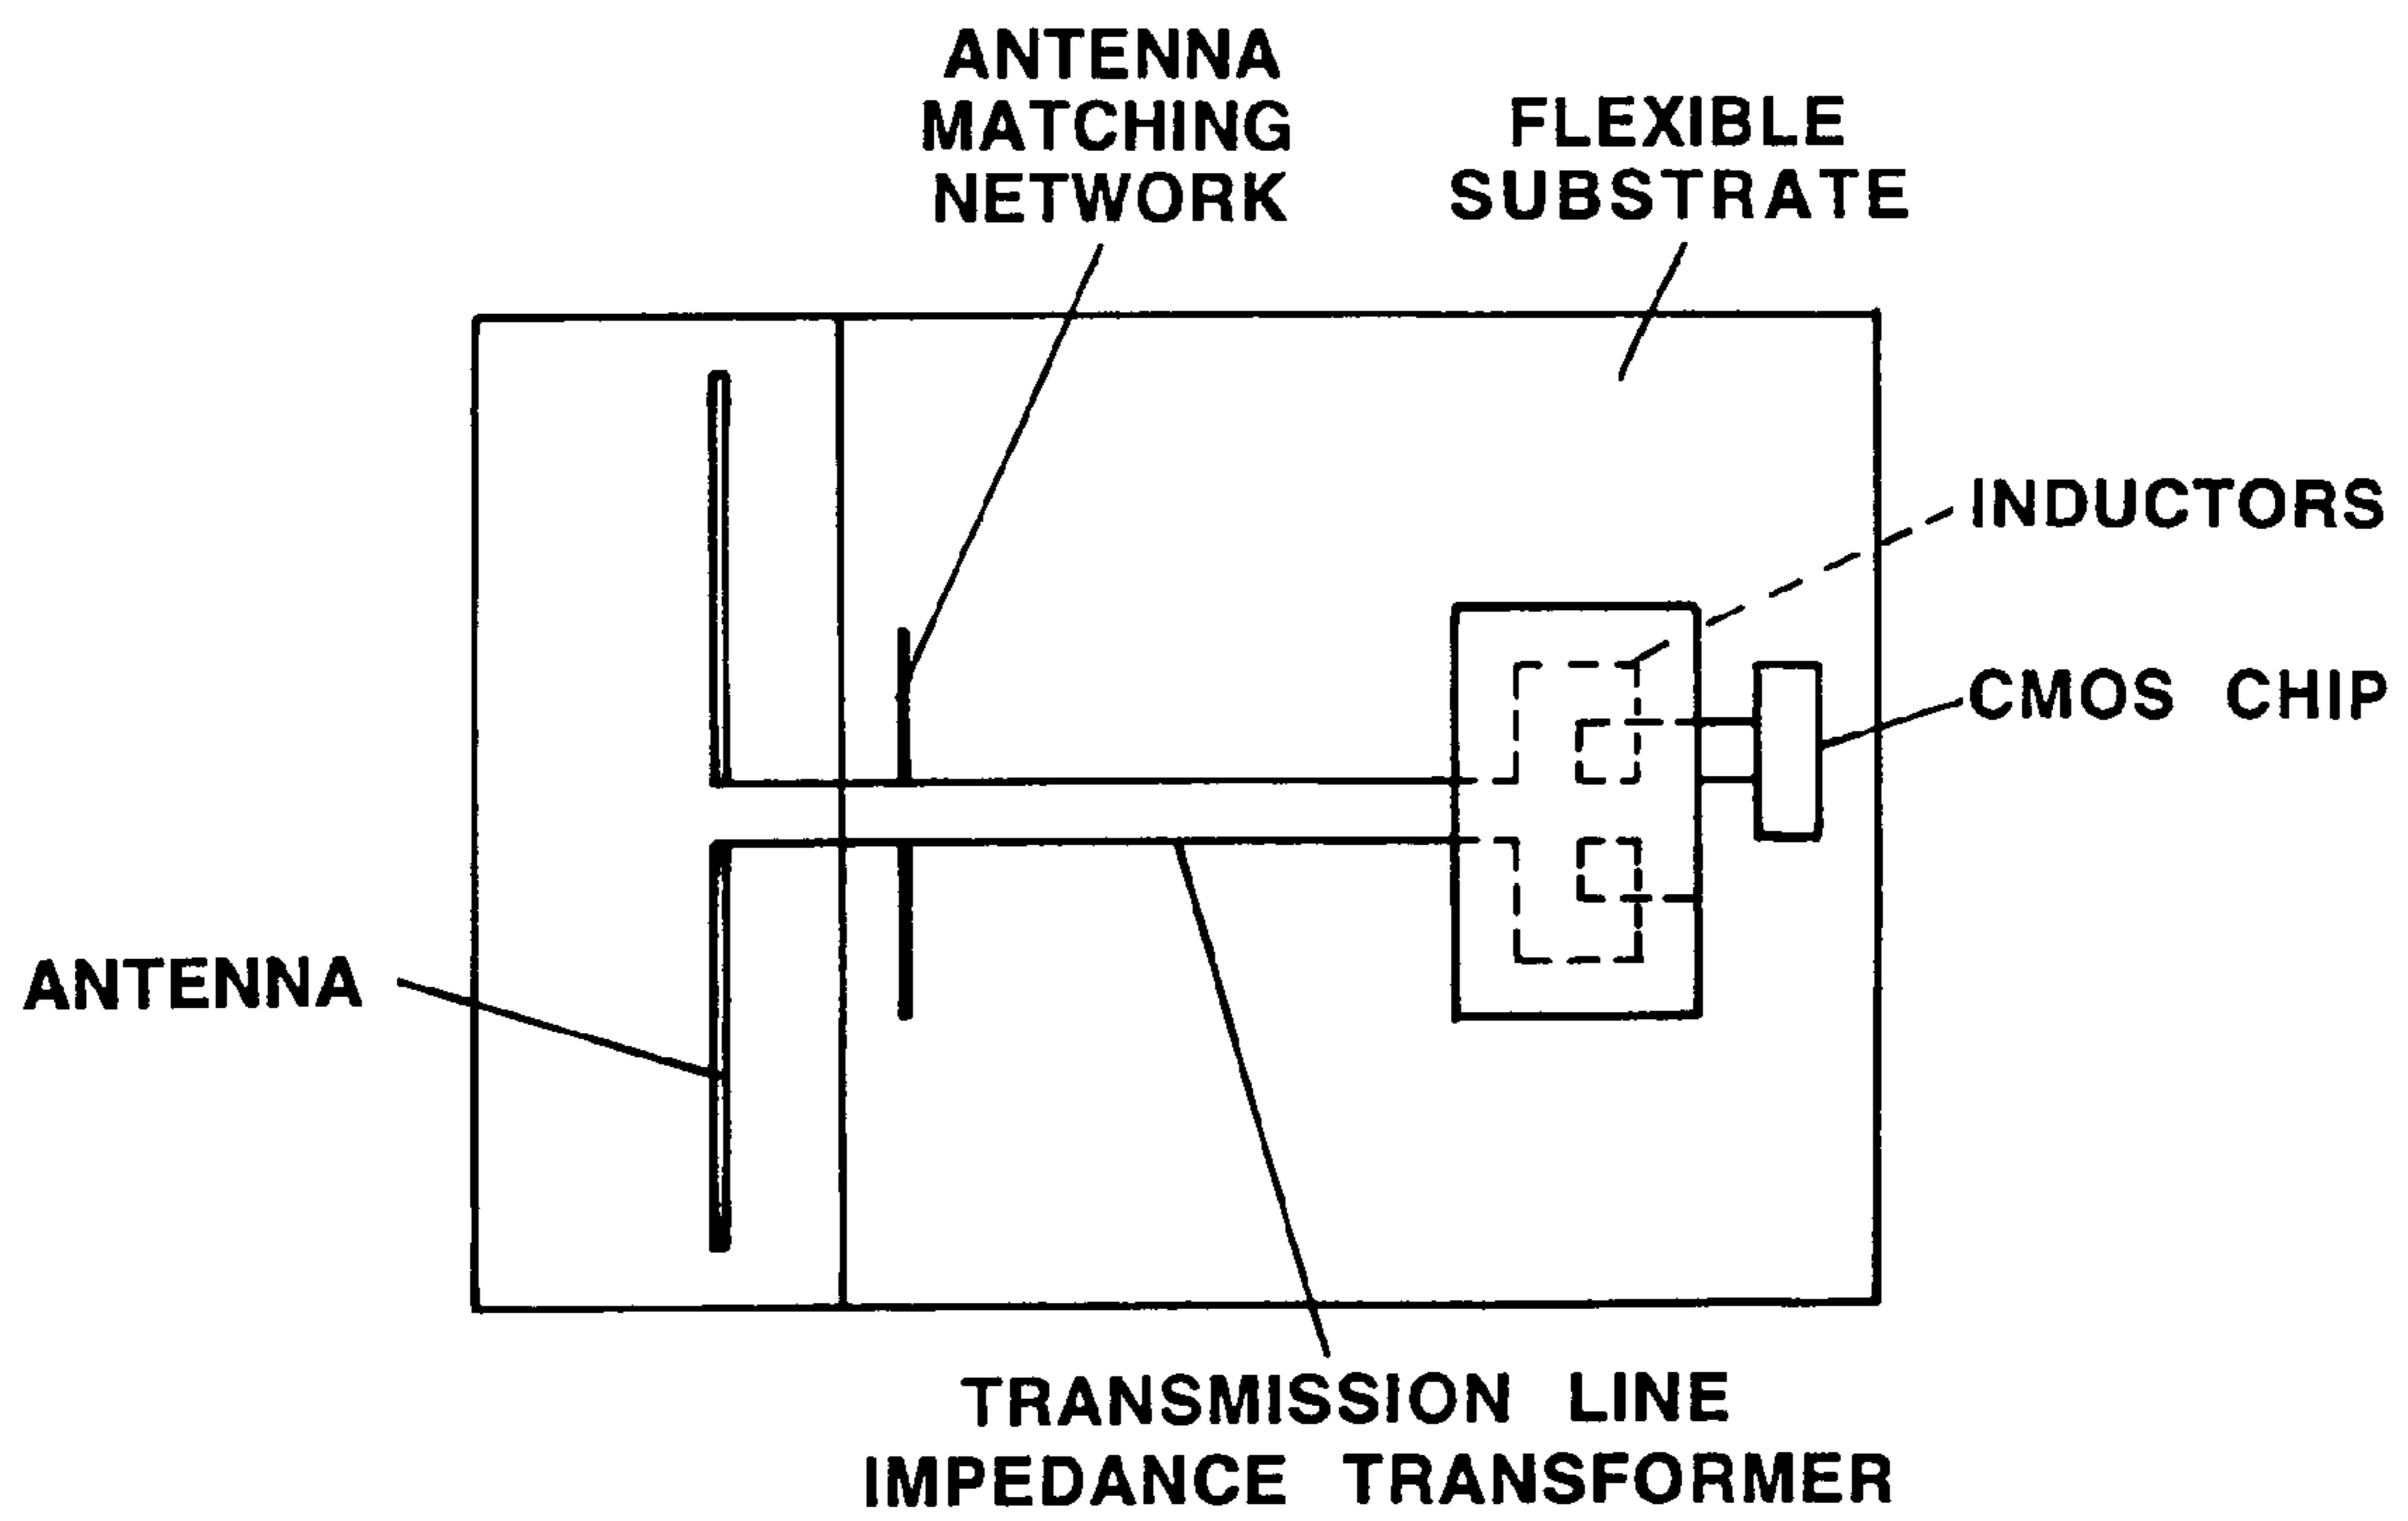 ANTENNA
MATCHING
NETWORK
FLEXIBLE
SUBSTRATE
INDUCTORS
CMOS CHIP
ANTENNA
TRANSMISSION LINE
IMPEDANCE TRANSFORMER